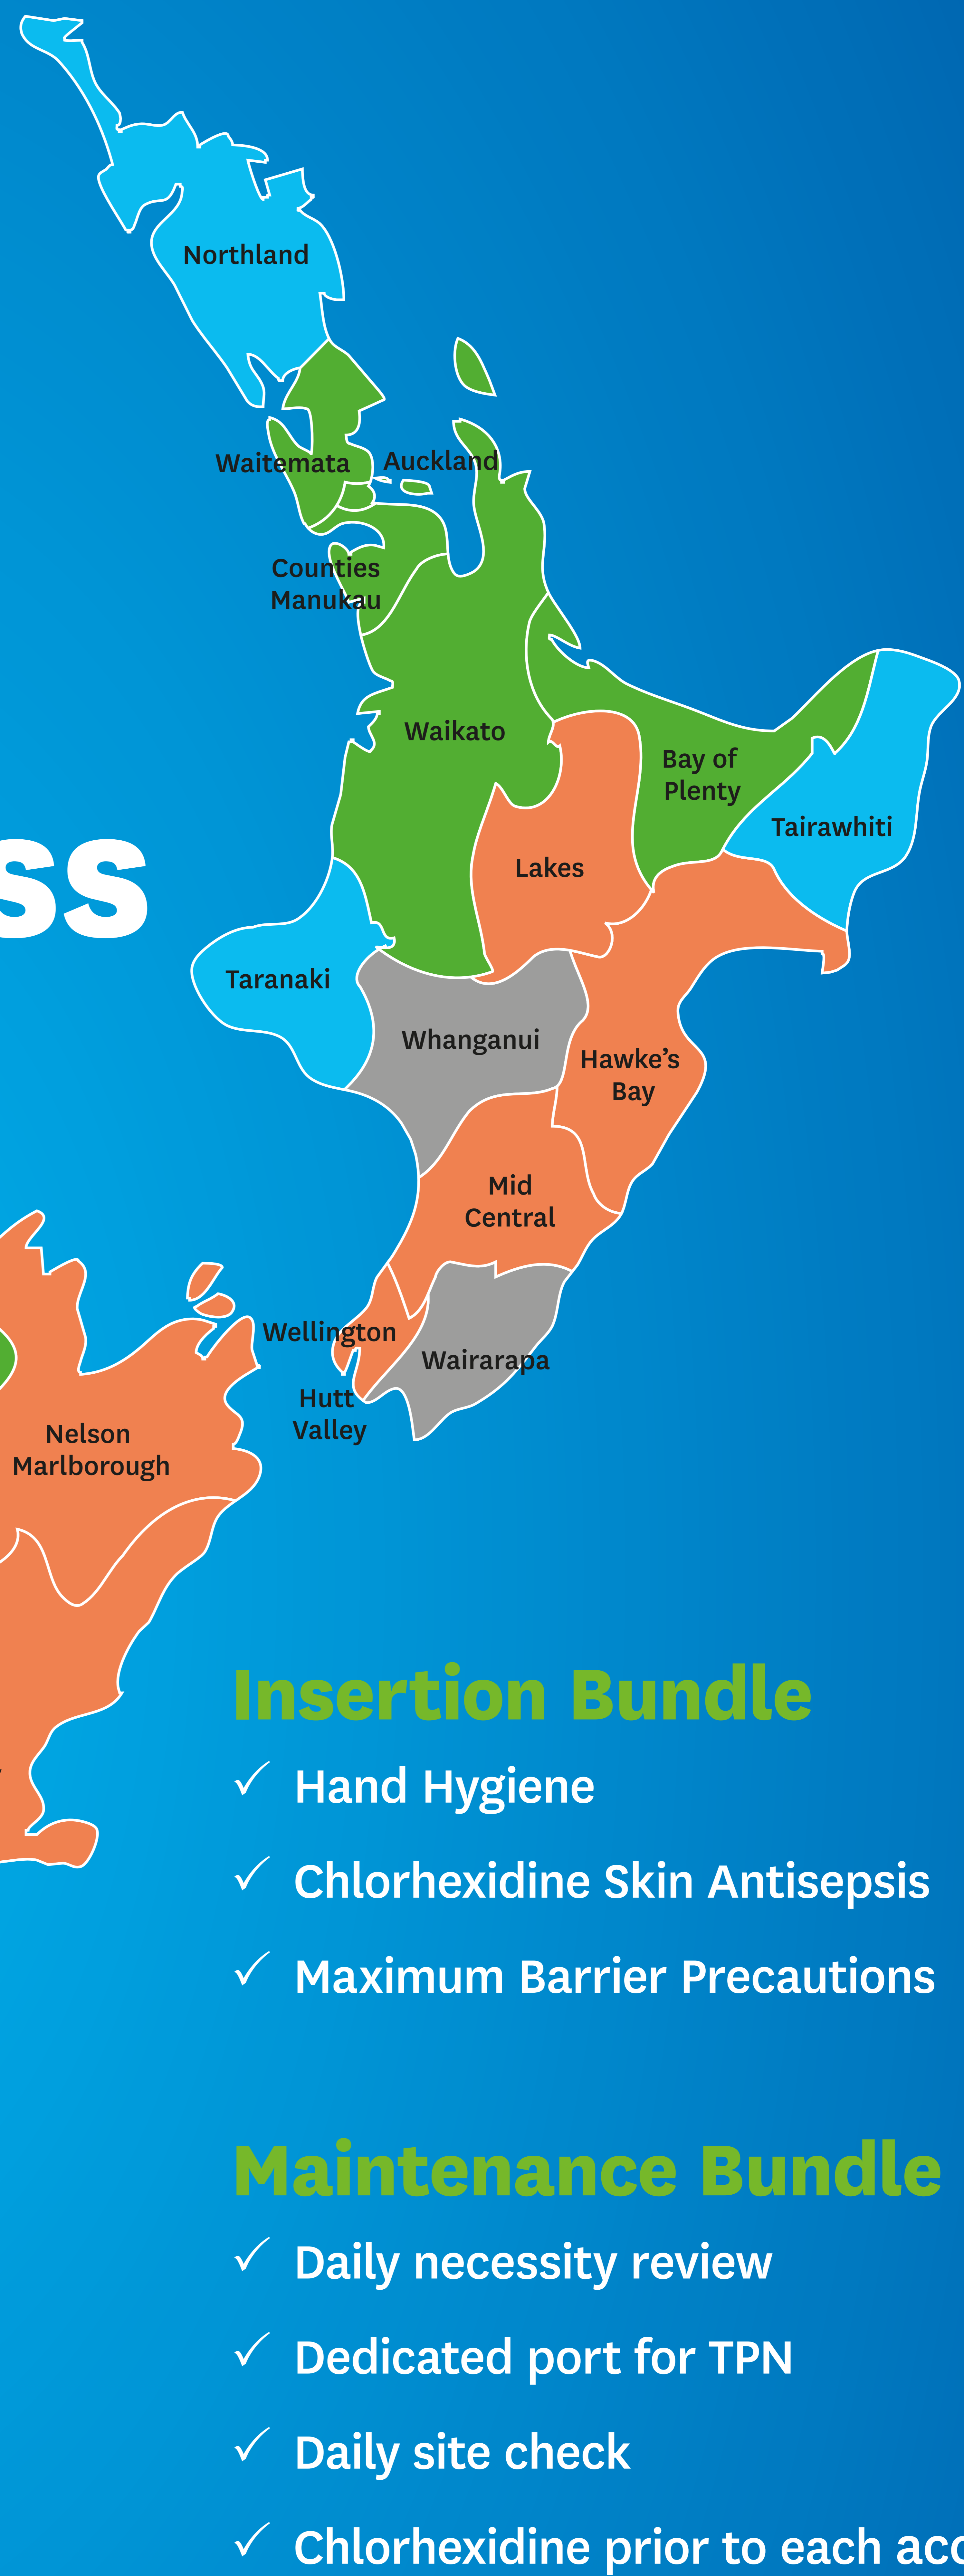 Northland
Waitemata
Auckland
Counties
Manukau
Waikato
Bay of
Plenty
Tairawhiti
ss
Lakes
Taranaki
Whanganui
Hawke's
Bay
Mid
Central
Wellington
Wairarapa
Hutt
Valley
Nelson
Marlborough
Insertion Bundle
✓ Hand Hygiene
✓ Chlorhexidine Skin Antisepsis
✓ Maximum Barrier Precautions
Maintenance Bundle
✓ Daily necessity review
✓ Dedicated port for TPN
✓ Daily site check
✓ Chlorhexidine prior to each acc